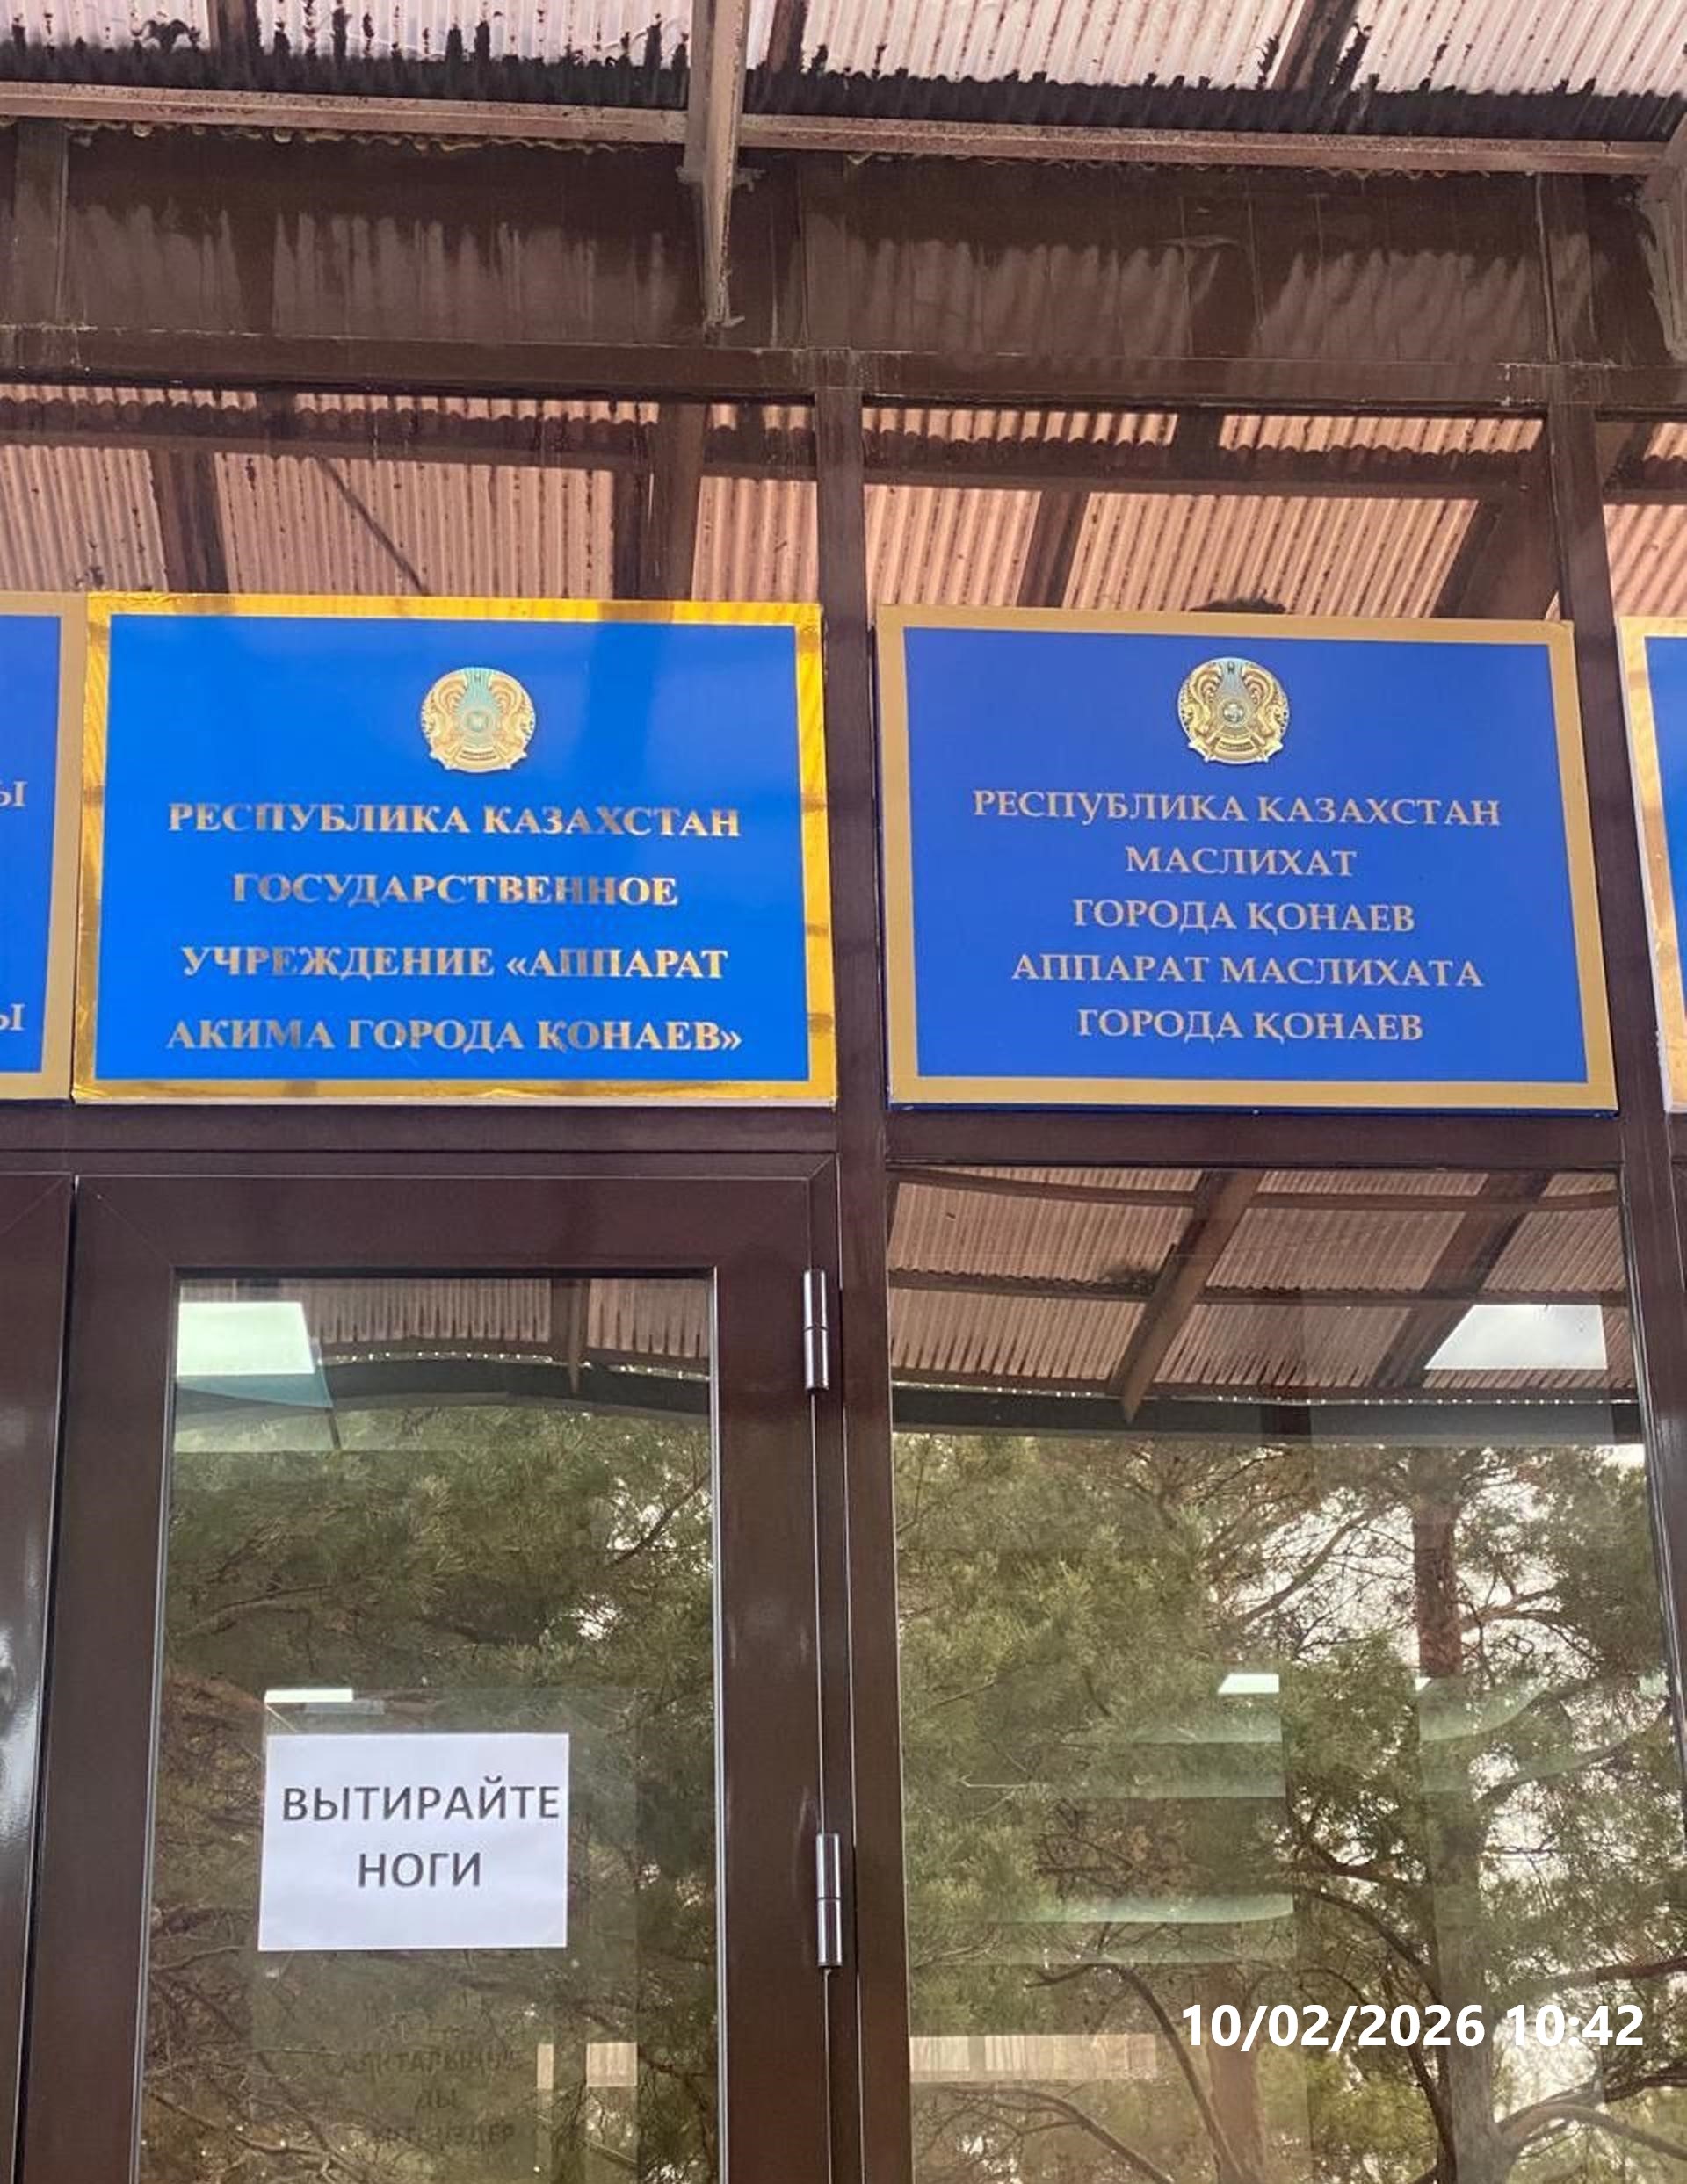 Ы
Ы
РЕСПУБЛИКА КАЗАХСТАН
ГОСУДАРСТВЕННОЕ
УЧРЕЖДЕНИЕ «АППАРАТ
АКИМА ГОРОДА ҚОНАЕВ»
РЕСПУБЛИКА КАЗАХСТАН
МАСЛИХАТ
ГОРОДА ҚОНАЕВ
АППАРАТ МАСЛИХАТА
ГОРОДА ҚОНАЕВ
ВЫТИРАЙТЕ
НОГИ
10/02/2026 10:42